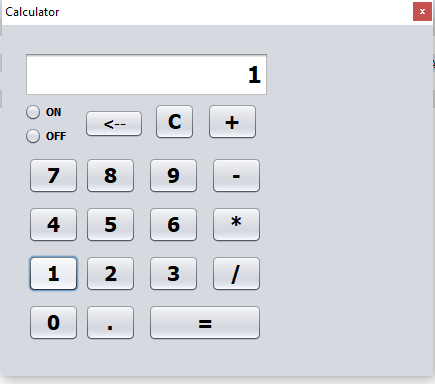 Calculator
x
1
ON
OFF
<-- C +
7 8 9 -
4 5 6 *
1 2 3 /
0 . =